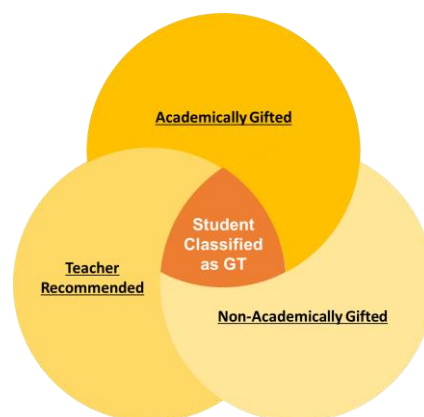 Academically Gifted
Student
Classified
as GT
Teacher
Recommended
Non-Academically Gifted